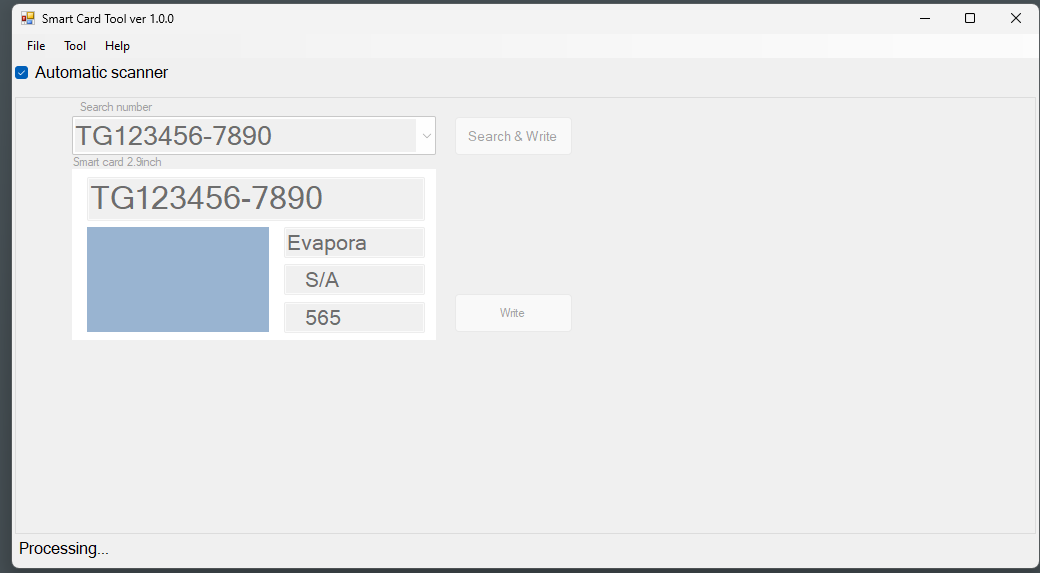 Smart Card Tool ver 1.0.0
File Tool Help
Automatic scanner
Search number
TG123456-7890
Search & Write
Smart card 2.9inch
TG123456-7890
Evapora
S/A
565
Write
Processing...